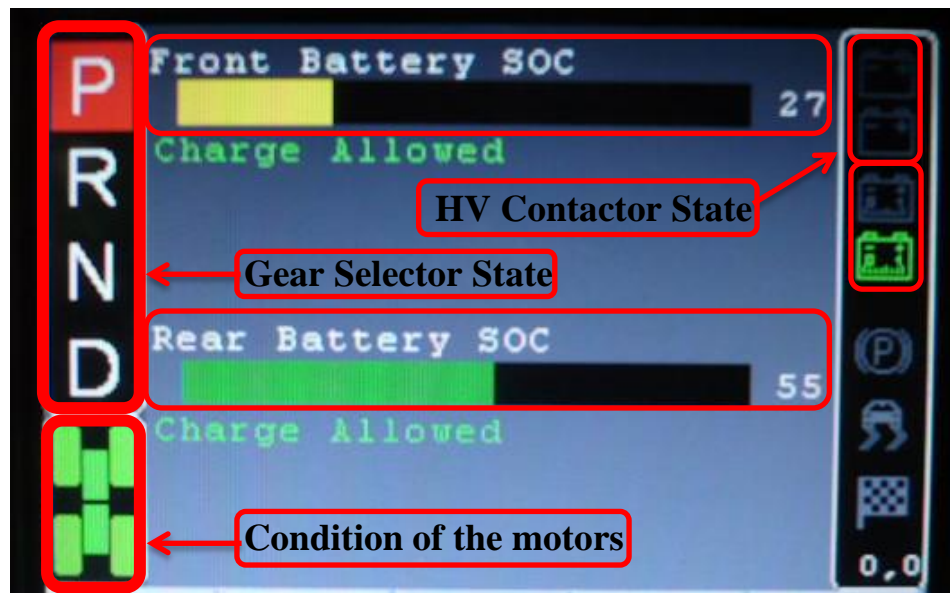 P
R
N
D
Front Battery SOC
27
Charge Allowed
HV Contactor State
Gear Selector State
Rear Battery SOC
55
Charge Allowed
Condition of the motors
(P)
0,0